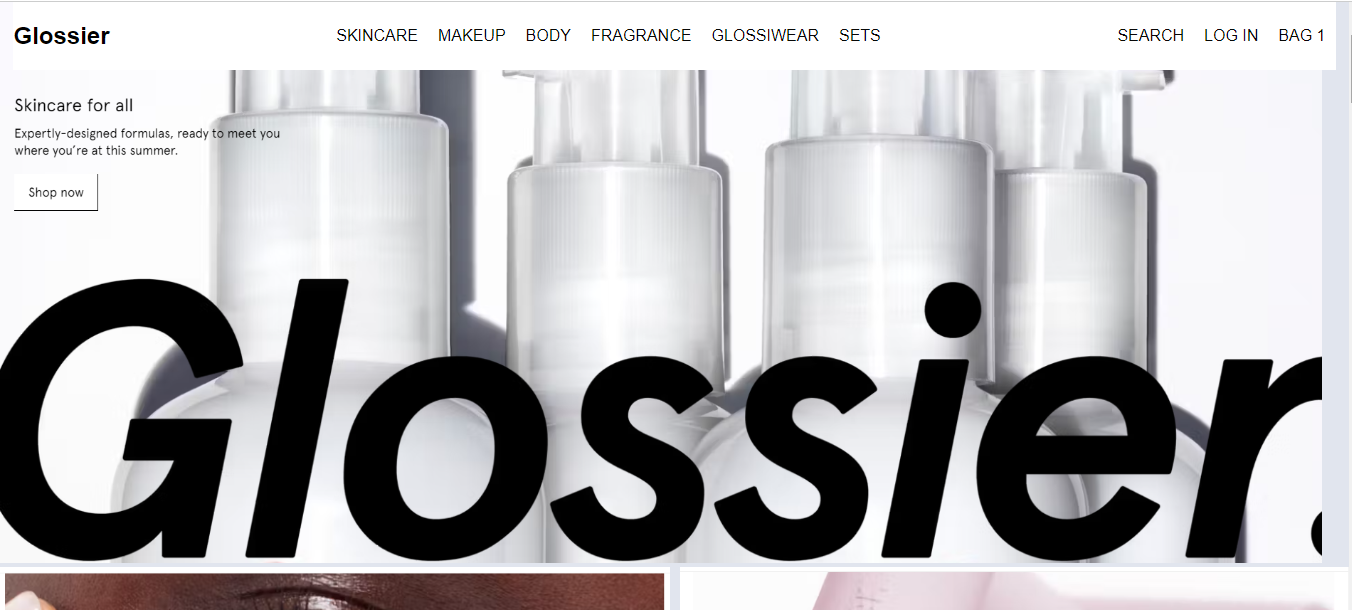 Glossier SKINCARE MAKEUP BODY FRAGRANCE GLOSSIWEAR SETS SEARCH LOG IN BAG 1
Skincare for all
Expertly-designed formulas, ready to meet you
where you're at this summer.
Shop now
Glossier.